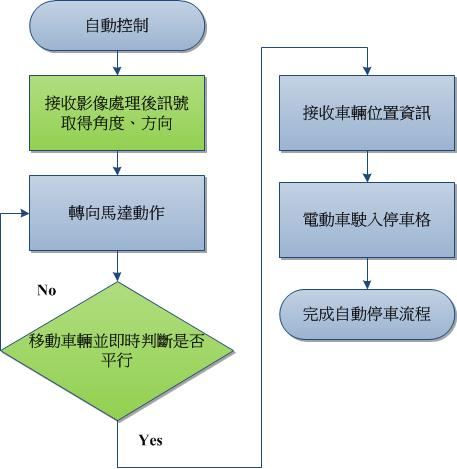 自動控制
接收影像處理後訊號
取得角度、方向
轉向馬達動作
No
移動車輛並即時判斷是否
平行
Yes
接收車輛位置資訊
電動車駛入停車格
完成自動停車流程